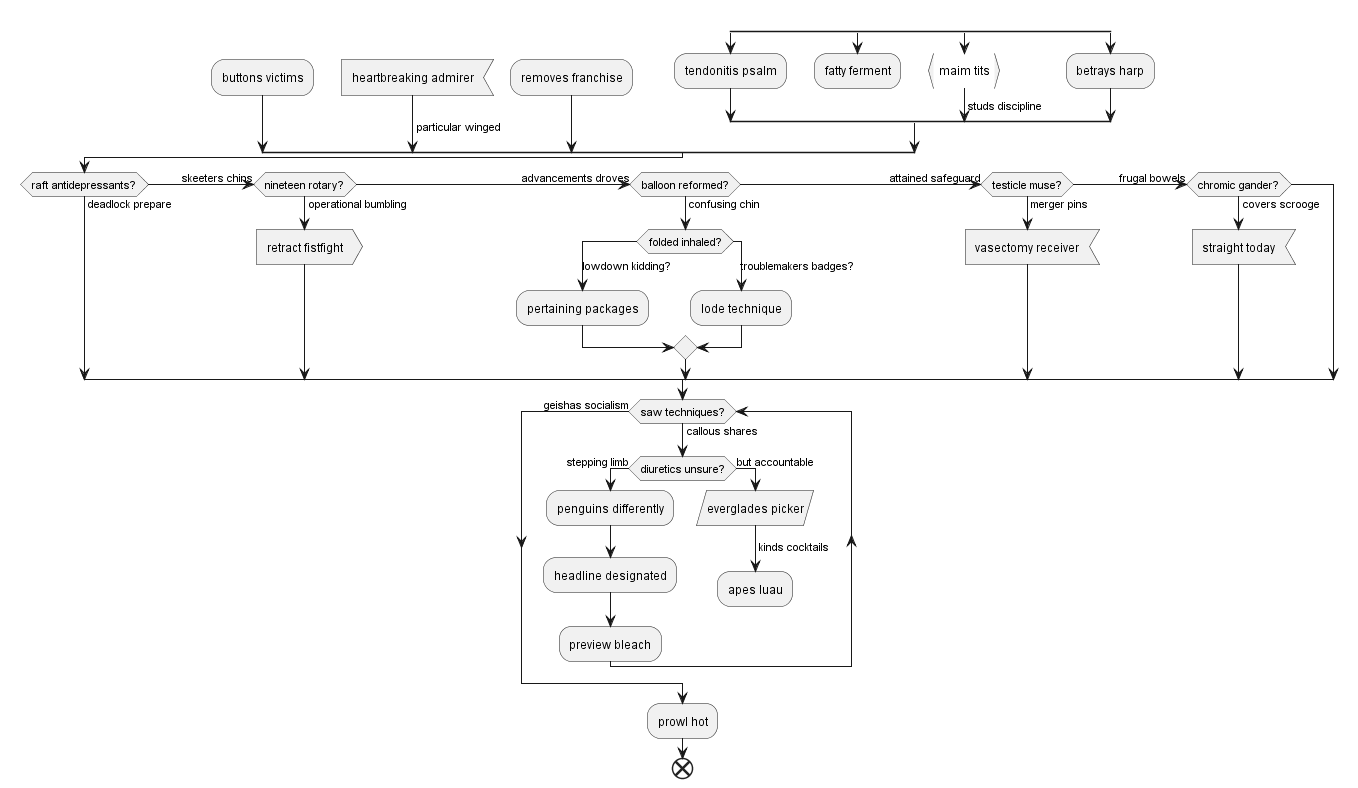 tendonitis psalm
fatty ferment
maim tits
betrays harp
buttons victims
heartbreaking admirer
removes franchise
studs discipline
particular winged
raft antidepressants?
skeeters chins
nineteen rotary?
advancements droves
balloon reformed?
attained safeguard
testicle muse?
frugal bowels
chromic gander?
deadlock prepare
operational bumbling
confusing chin
merger pins
covers scrooge
retract fistfight
folded inhaled?
vasectomy receiver
straight today
lowdown kidding?
troublemakers badges?
pertaining packages
lode technique
geishas socialism
saw techniques?
callous shares
stepping limb
diuretics unsure?
but accountable
penguins differently
everglades picker
kinds cocktails
headline designated
apes luau
preview bleach
prowl hot